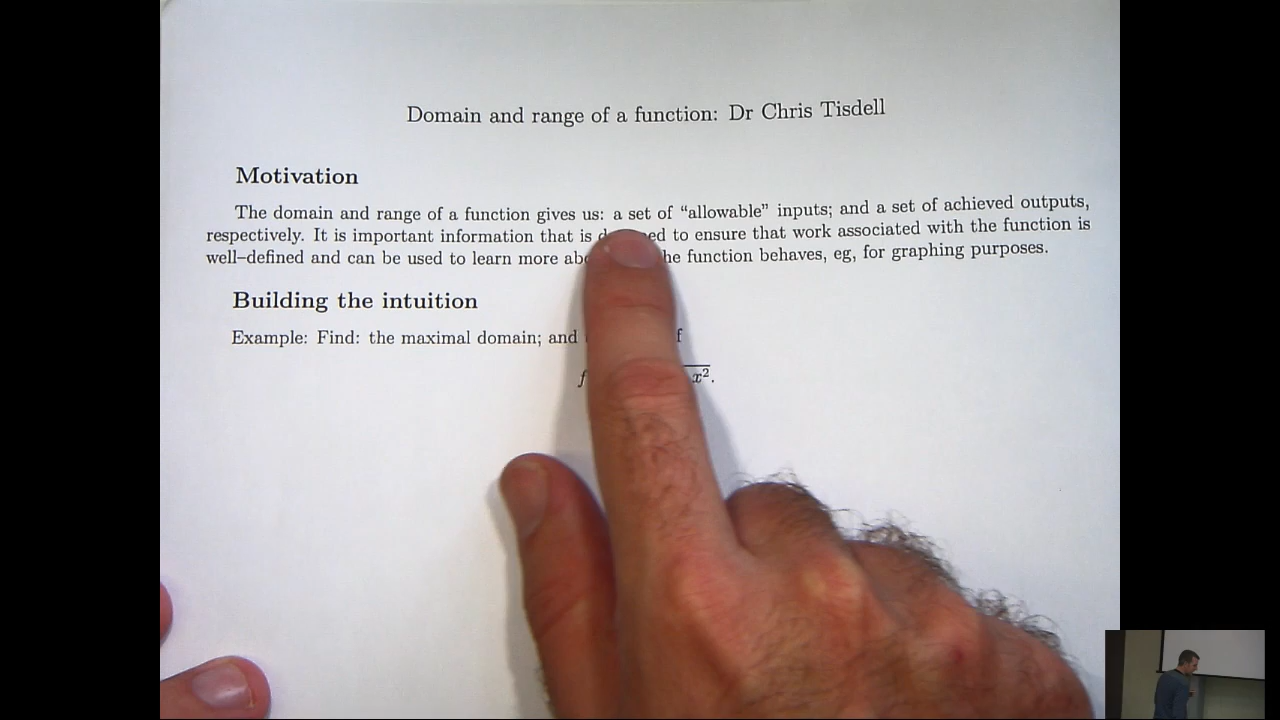 Domain and range of a function: Dr Chris Tisdell
Motivation
The domain and range of a function gives us: a set of “allowable” inputs; and a set of achieved outputs,
respectively. It is important information that is to ensure that work associated with the function is
well–defined and can be used to learn more function behaves, eg, for graphing purposes.
Building the intuition
Example: Find: the maximal domain; and
f x².